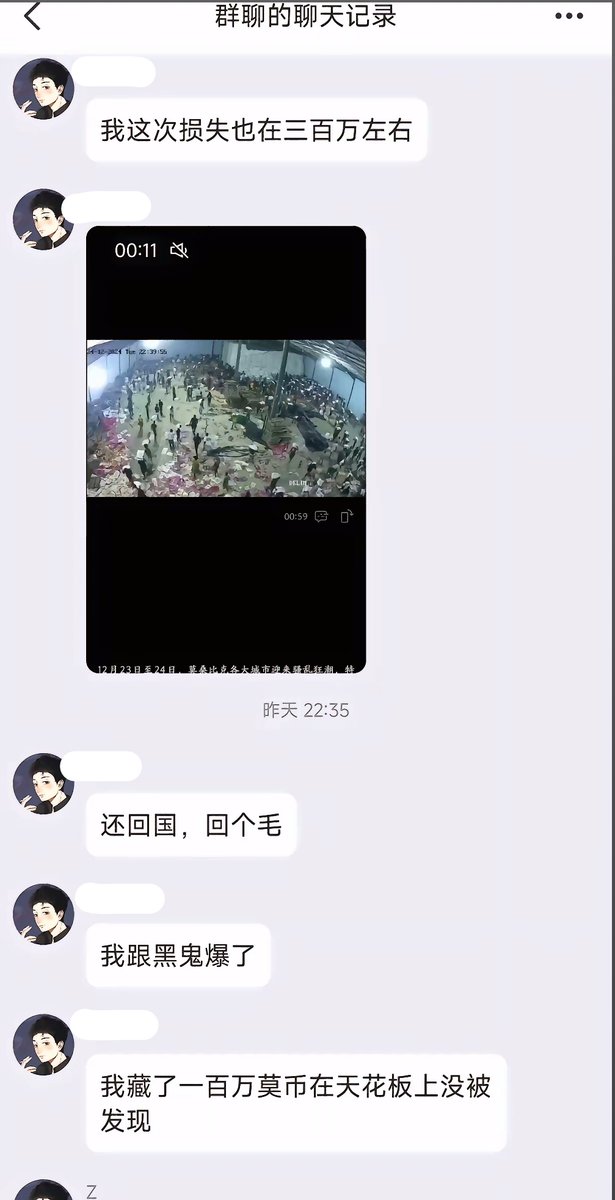 群聊的聊天记录
我这次损失也在三百万左右
00:11
24-12-2024 Tue 22:39:55
00:59
12月23日至24日，莫桑比克各大城市迎来骚乱狂潮，特
昨天 22:35
还回国，回个毛
我跟黑鬼爆了
我藏了一百万莫币在天花板上没被
发现
Z